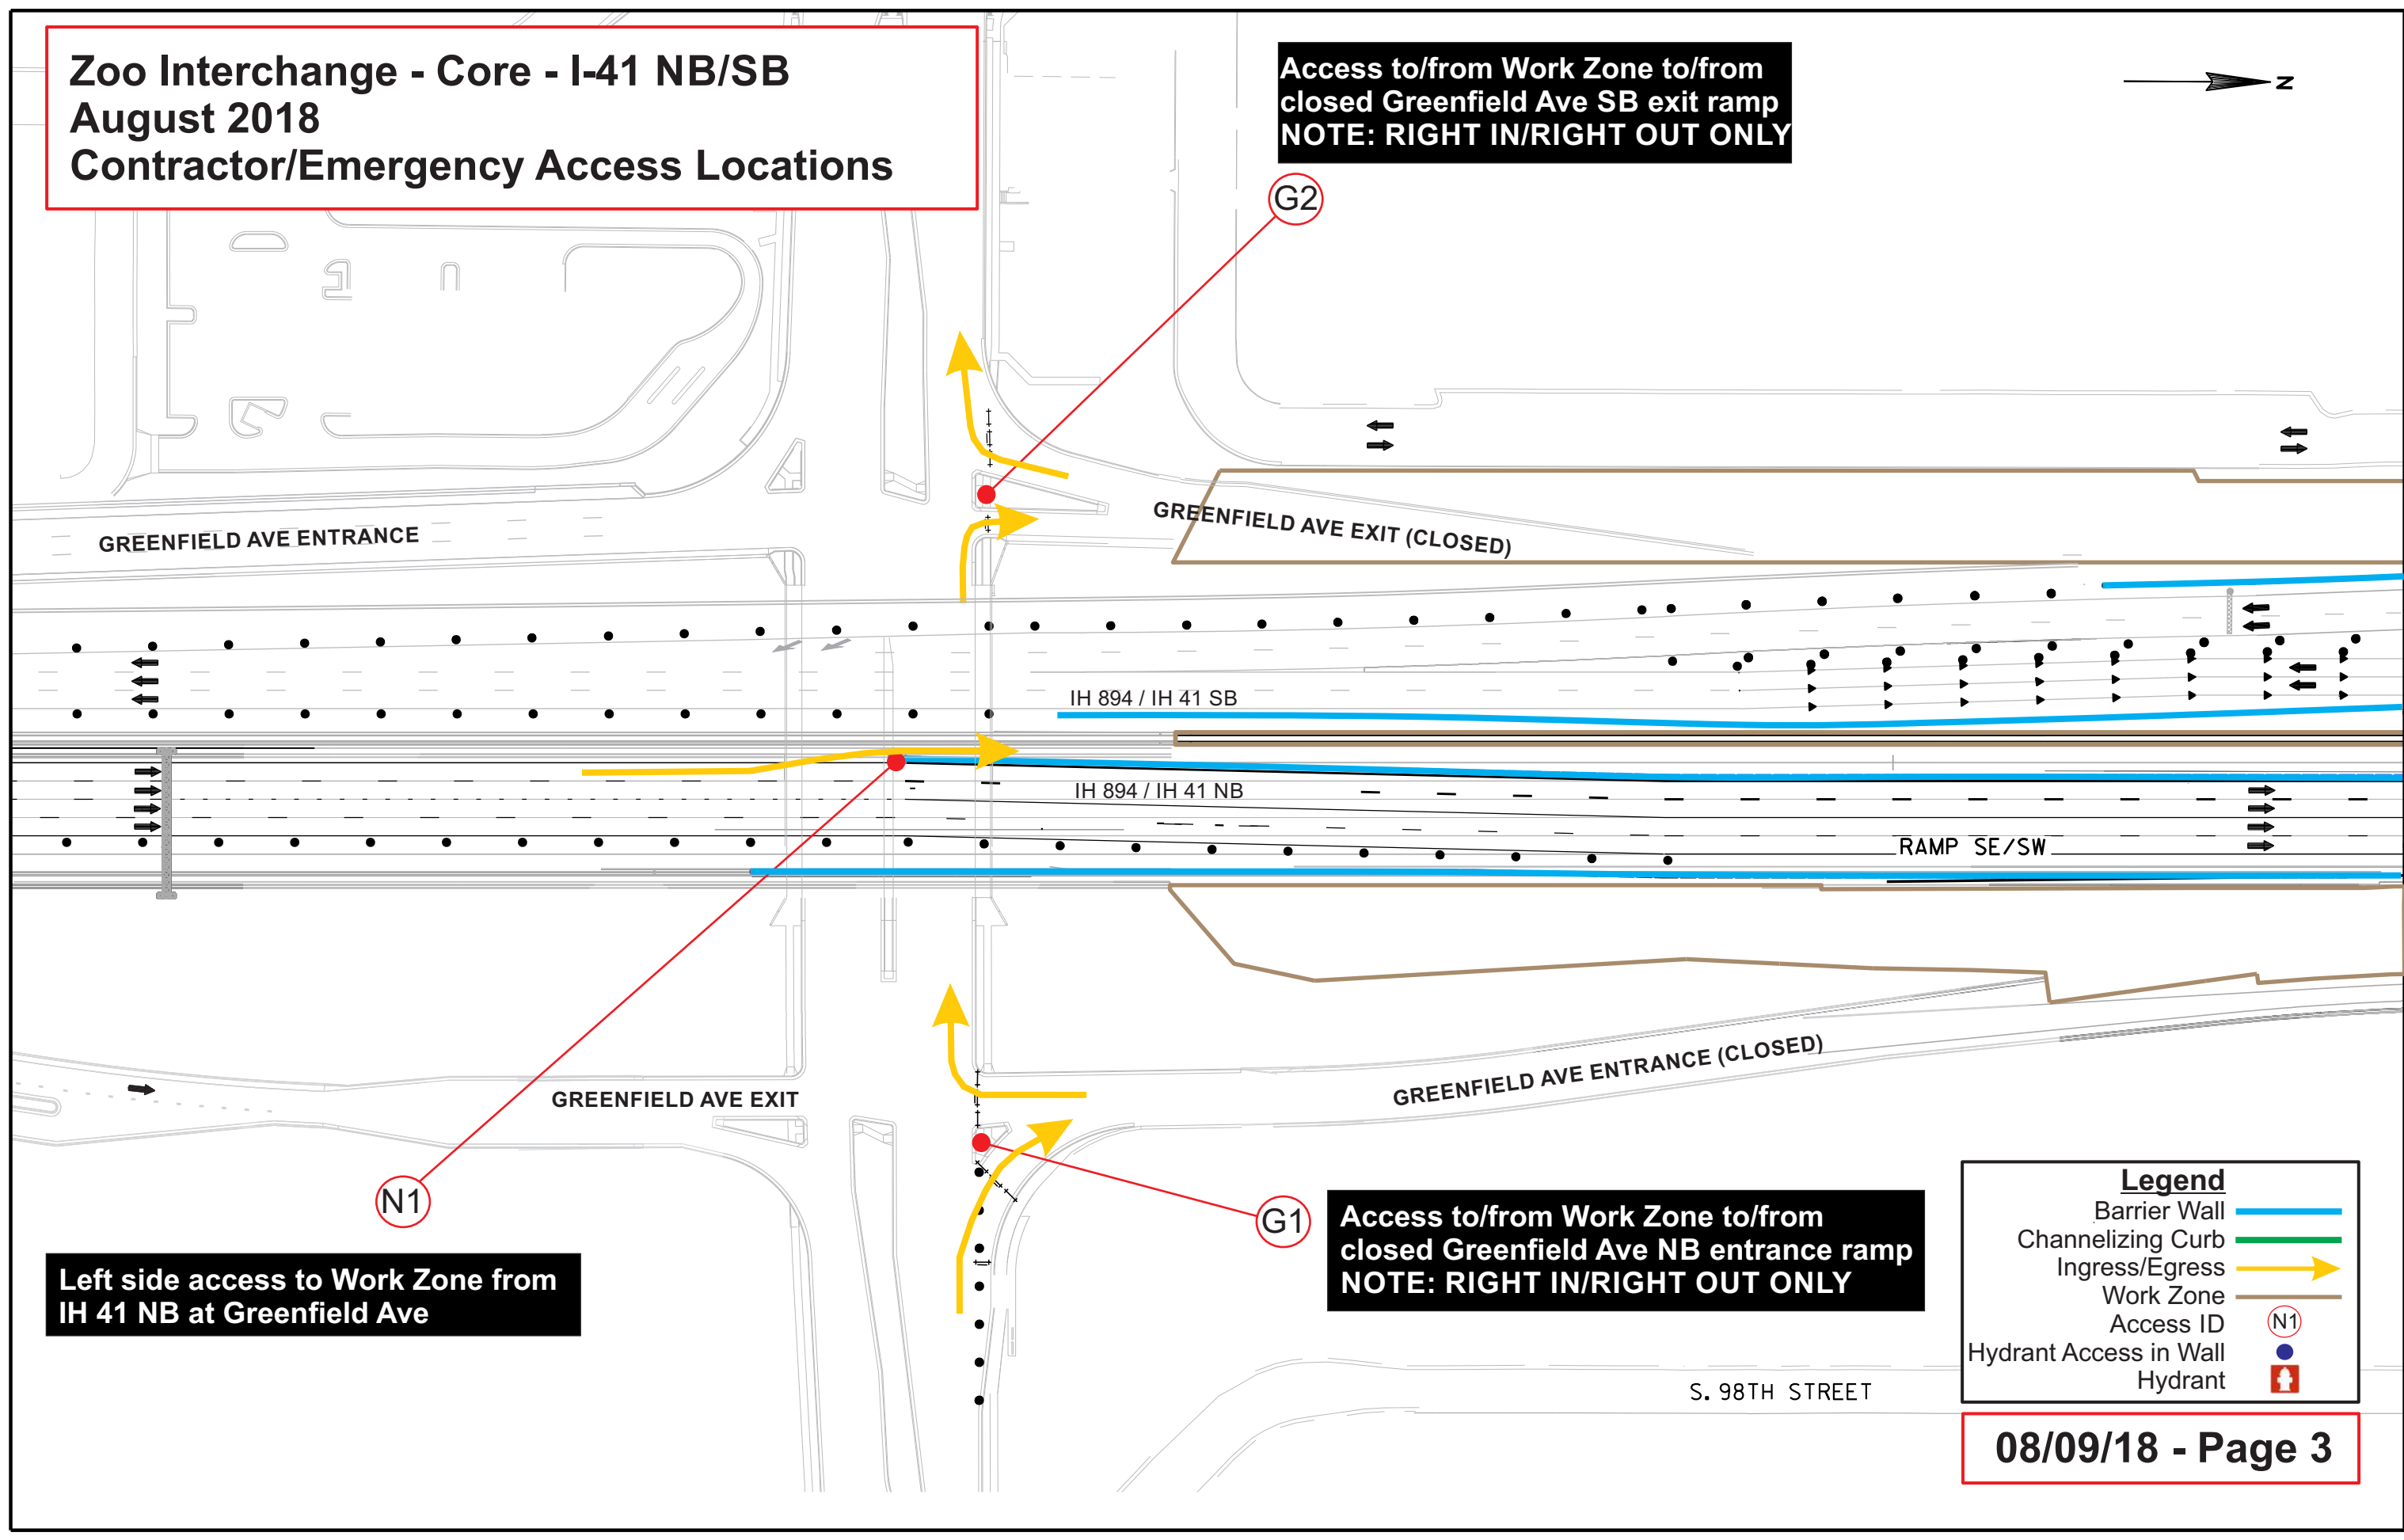 Zoo Interchange - Core - I-41 NB/SB
August 2018
Contractor/Emergency Access Locations
Access to/from Work Zone to/from
closed Greenfield Ave SB exit ramp
NOTE: RIGHT IN/RIGHT OUT ONLY
N
G2
GREENFIELD AVE ENTRANCE
GREENFIELD AVE EXIT (CLOSED)
IH 894 / IH 41 SB
IH 894 / IH 41 NB
RAMP SE/SW
GREENFIELD AVE EXIT
GREENFIELD AVE ENTRANCE (CLOSED)
N1
Left side access to Work Zone from
IH 41 NB at Greenfield Ave
G1
Access to/from Work Zone to/from
closed Greenfield Ave NB entrance ramp
NOTE: RIGHT IN/RIGHT OUT ONLY
S. 98TH STREET
Legend
Barrier Wall
Channelizing Curb
Ingress/Egress
Work Zone
Access ID N1
Hydrant Access in Wall
Hydrant
08/09/18 - Page 3